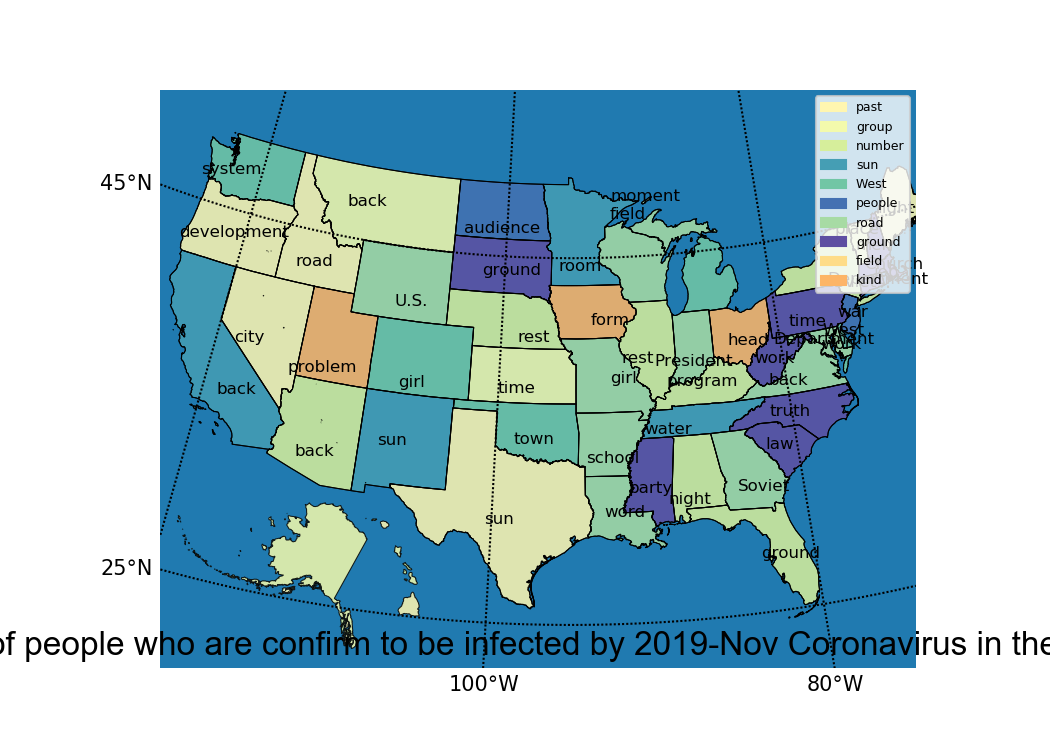 past
group
number
sun
West
people
road
ground
field
kind
system
back
moment
field
audience
development
45°N
road
ground
room
U.S.
time
war
form
city
rest
head
Department
West
work
problem
rest
President
work
girl
girl
program
back
back
time
truth
water
sun
town
law
back
school
party
night
Soviet
word
sun
ground
25°N
of people who are confirm to be infected by 2019-Nov Coronavirus in the
100°W
80°W